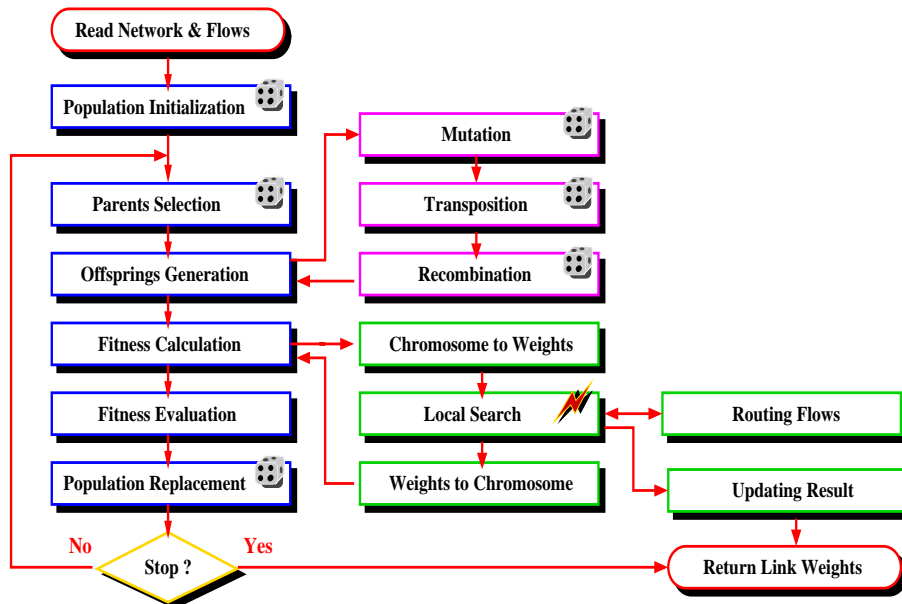 Read Network & Flows
Population Initialization
Mutation
Parents Selection
Transposition
Offsprings Generation
Recombination
Fitness Calculation
Chromosome to Weights
Fitness Evaluation
Local Search
Routing Flows
Population Replacement
Weights to Chromosome
Updating Result
No
Yes
Stop ?
Return Link Weights